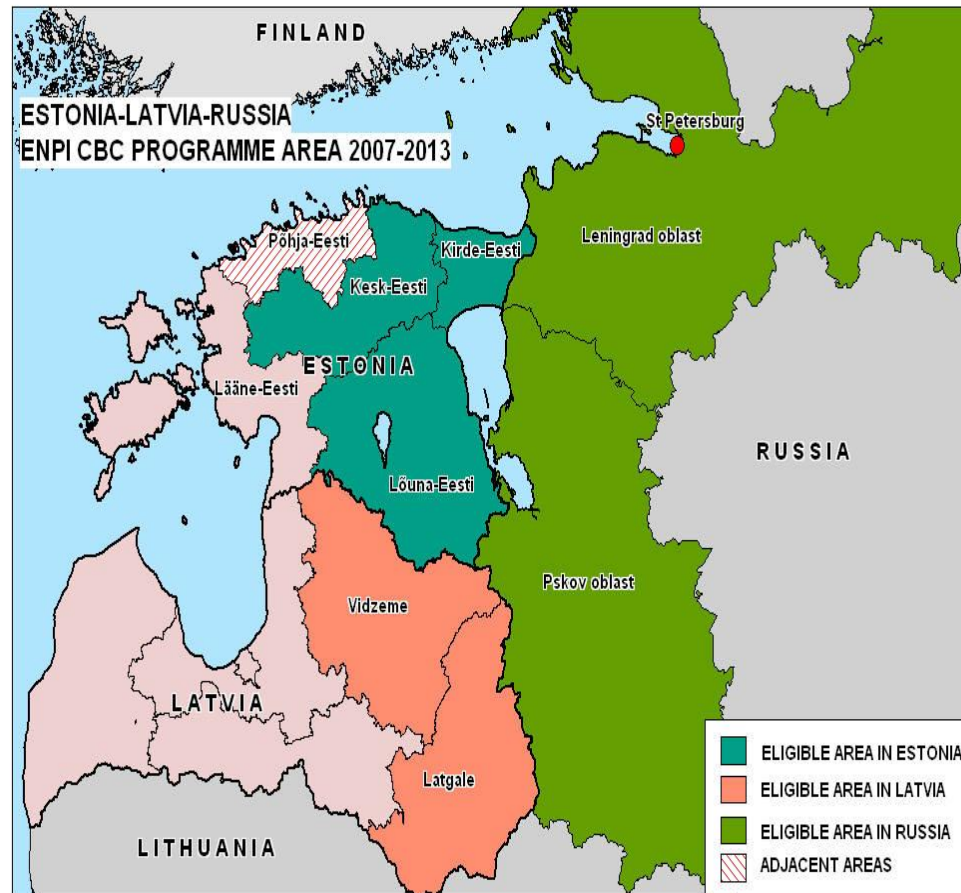 FINLAND
ESTONIA-LATVIA-RUSSIA
ENPI CBC PROGRAMME AREA 2007-2013
St Petersburg
Põhja-Eesti
Kirde-Eesti
Leningrad oblast
Kesk-Eesti
ESTONIA
Lääne-Eesti
RUSSIA
Lõuna-Eesti
Pskov oblast
Vidzeme
LATVIA
Latgale
LITHUANIA
ELIGIBLE AREA IN ESTONIA
ELIGIBLE AREA IN LATVIA
ELIGIBLE AREA IN RUSSIA
ADJACENT AREAS